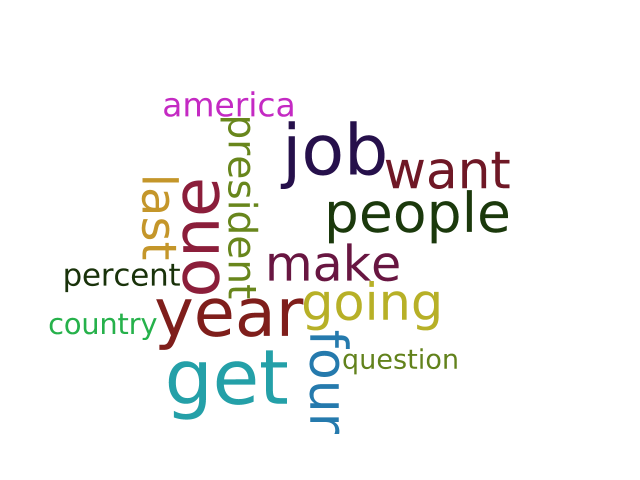 america
president
job
want
last
one
people
make
percent
year
going
country
four
get
question